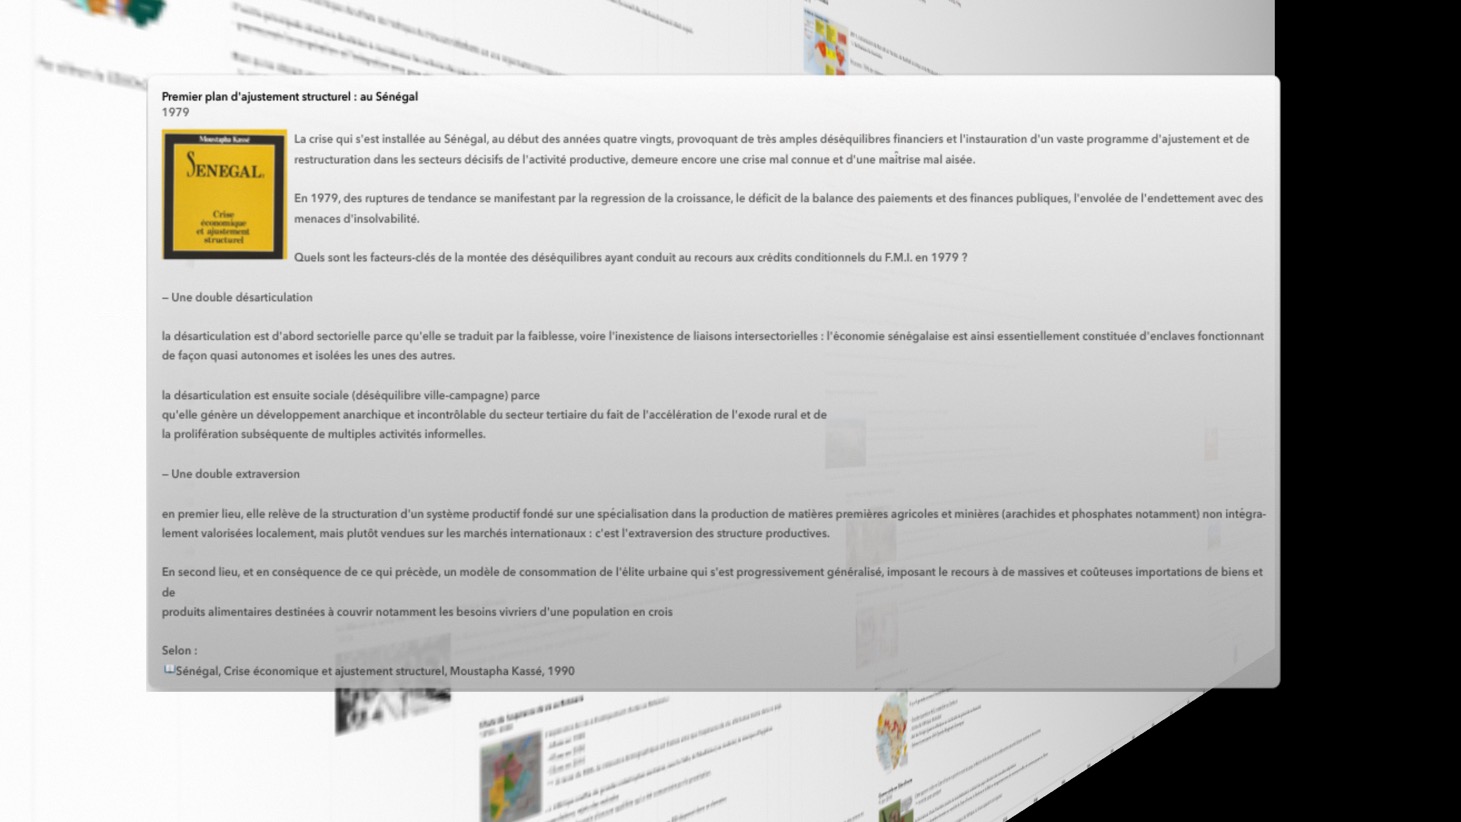 Premier plan d'ajustement structurel : au Sénégal
1979
Moustapha Kassé
SENEGAL.
Crise
économique
et ajustement
structurel
La crise qui s'est installée au Sénégal, au début des années quatre vingts, provoquant de très amples déséquilibres financiers et l'instauration d'un vaste programme d'ajustement et de
restructuration dans les secteurs décisifs de l'activité productive, demeure encore une crise mal connue et d'une maîtrise mal aisée.
En 1979, des ruptures de tendance se manifestant par la regression de la croissance, le déficit de la balance des paiements et des finances publiques, l'envolée de l'endettement avec des
menaces d'insolvabilité.
Quels sont les facteurs-clés de la montée des déséquilibres ayant conduit au recours aux crédits conditionnels du F.M.I. en 1979 ?
– Une double désarticulation
la désarticulation est d'abord sectorielle parce qu'elle se traduit par la faiblesse, voire l'inexistence de liaisons intersectorielles : l'économie sénégalaise est ainsi essentiellement constituée d'enclaves fonctionnant
de façon quasi autonomes et isolées les unes des autres.
la désarticulation est ensuite sociale (déséquilibre ville-campagne) parce
qu'elle génère un développement anarchique et incontrôlable du secteur tertiaire du fait de l'accélération de l'exode rural et de
la prolifération subséquente de multiples activités informelles.
– Une double extraversion
en premier lieu, elle relève de la structuration d'un système productif fondé sur une spécialisation dans la production de matières premières agricoles et minières (arachides et phosphates notamment) non intégra-
lement valorisées localement, mais plutôt vendues sur les marchés internationaux : c'est l'extraversion des structure productives.
En second lieu, et en conséquence de ce qui précède, un modèle de consommation de l'élite urbaine qui s'est progressivement généralisé, imposant le recours à de massives et coûteuses importations de biens et
de
produits alimentaires destinées à couvrir notamment les besoins vivriers d'une population en crois
Selon :
Sénégal, Crise économique et ajustement structurel, Moustapha Kassé, 1990